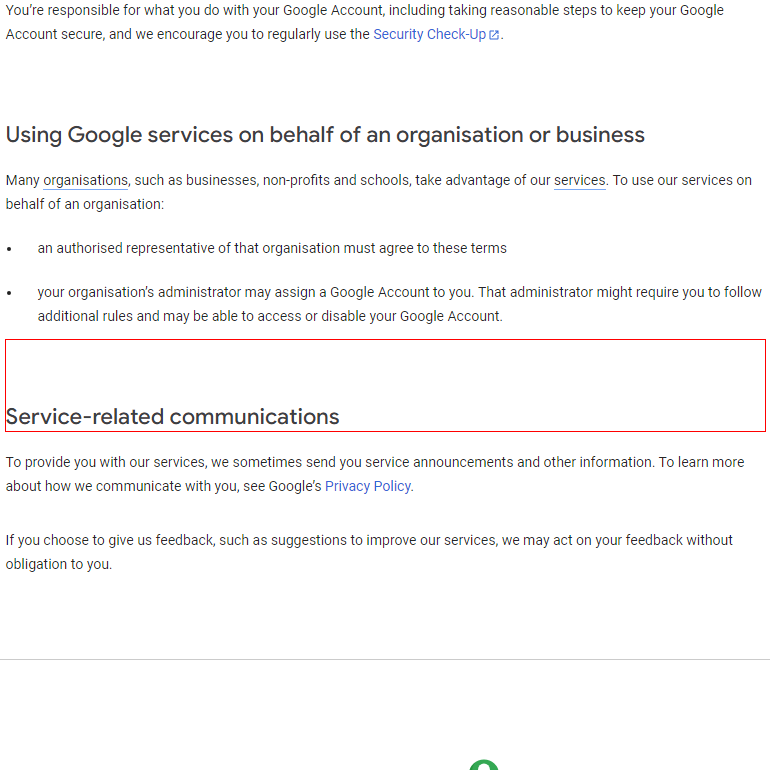 You’re responsible for what you do with your Google Account, including taking reasonable steps to keep your Google
Account secure, and we encourage you to regularly use the Security Check-Up.
Using Google services on behalf of an organisation or business
Many organisations, such as businesses, non-profits and schools, take advantage of our services. To use our services on
behalf of an organisation:
• an authorised representative of that organisation must agree to these terms
• your organisation’s administrator may assign a Google Account to you. That administrator might require you to follow
additional rules and may be able to access or disable your Google Account.
Service-related communications
To provide you with our services, we sometimes send you service announcements and other information. To learn more
about how we communicate with you, see Google’s Privacy Policy.
If you choose to give us feedback, such as suggestions to improve our services, we may act on your feedback without
obligation to you.